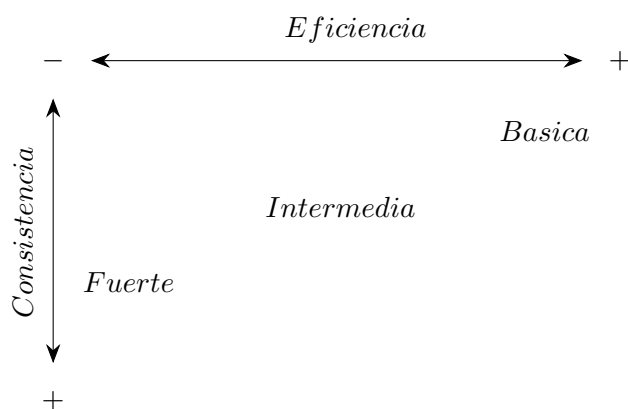 Eficiencia
− +
Basica
Intermedia
Consistencia
Fuerte
+